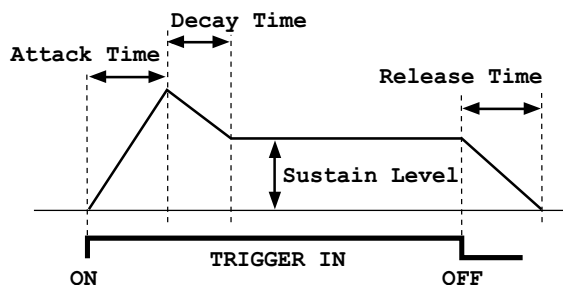 Decay Time
Attack Time
Release Time
Sustain Level
TRIGGER IN
ON
OFF